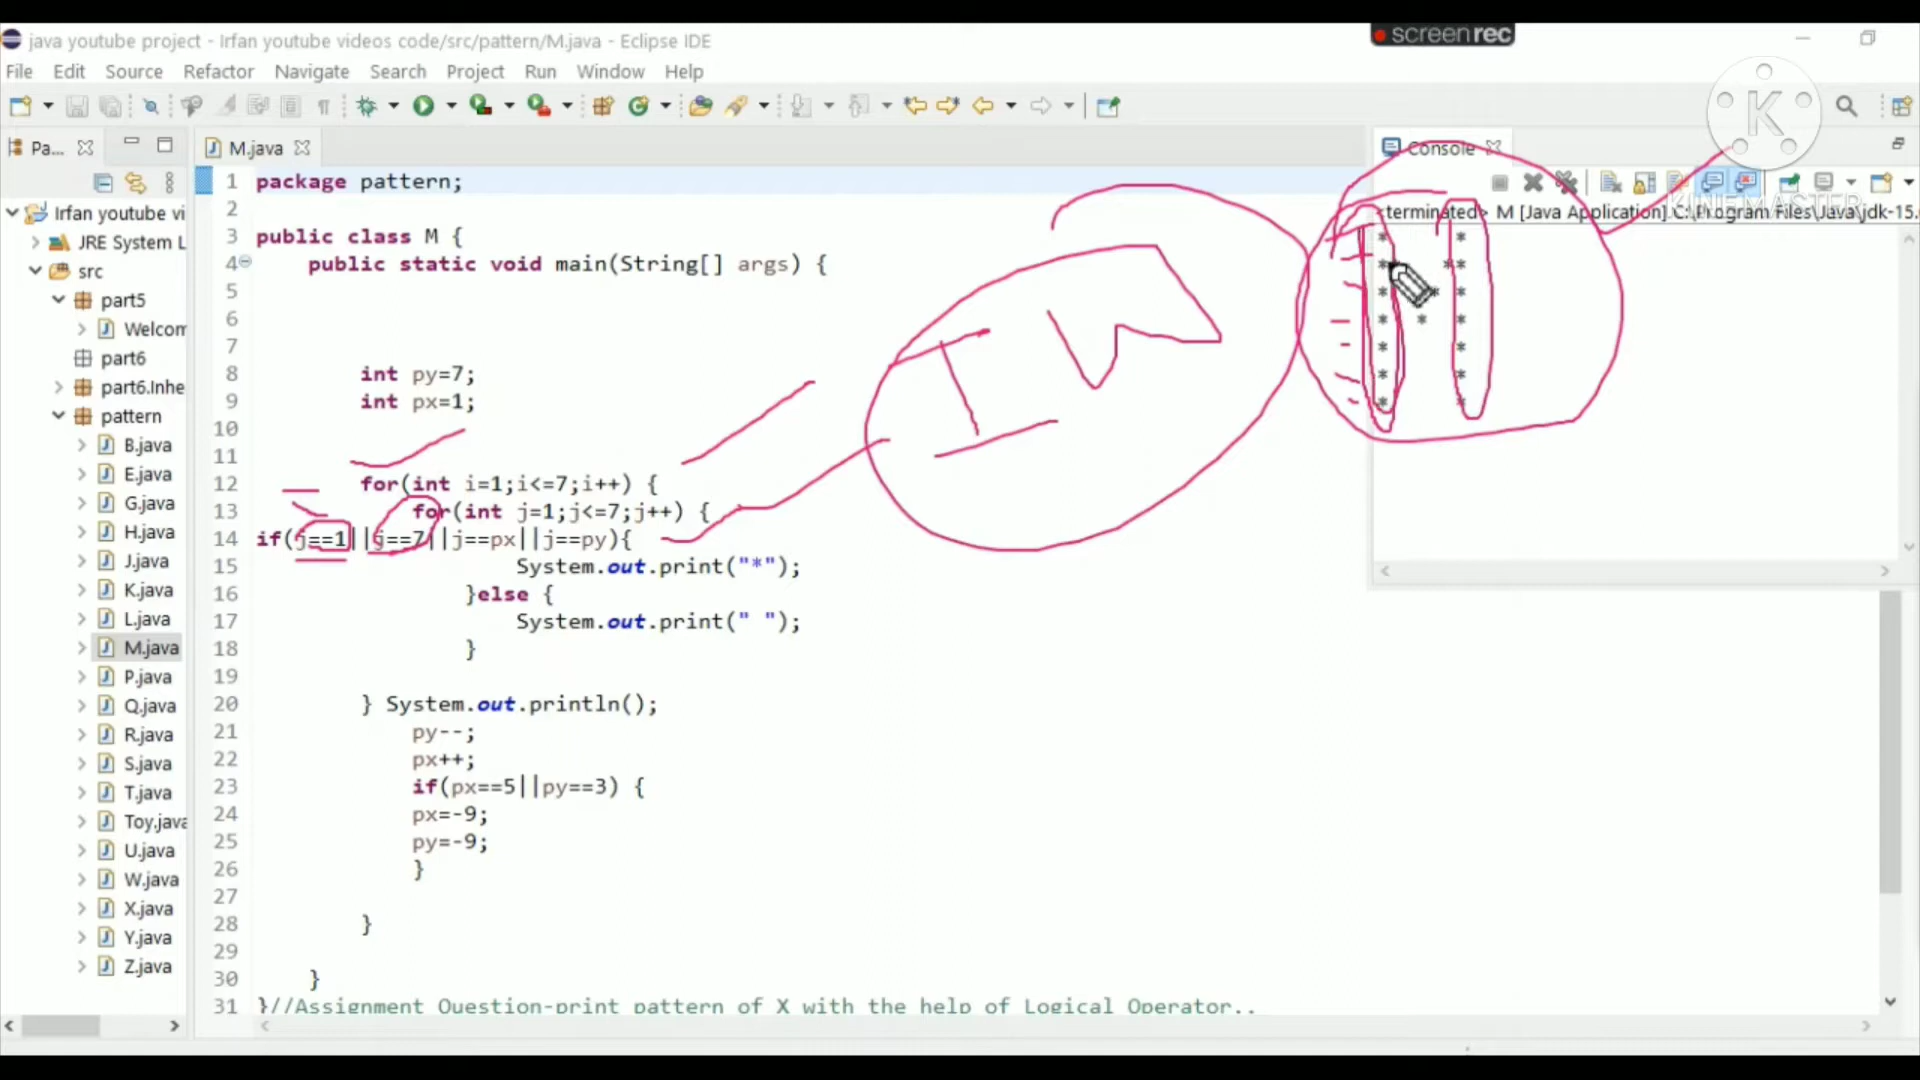 java youtube project - Irfan youtube videos code/src/pattern/M.java - Eclipse IDE
screenrec
File Edit Source Refactor Navigate Search Project Run Window Help
K
KINEMASTER
Pa...
M.java
Console
<terminated> M [Java Application] C:\Program Files\Java\jdk-15.
Irfan youtube vi
JRE System L
src
part5
Welcom
part6
part6.Inhe
pattern
B.java
E.java
G.java
H.java
J.java
K.java
L.java
M.java
P.java
Q.java
R.java
S.java
T.java
Toy.java
U.java
W.java
X.java
Y.java
Z.java
1 package pattern;
2
3 public class M {
4 public static void main(String[] args) {
5
6
7
8 int py=7;
9 int px=1;
10
11
12 for(int i=1;i<=7;i++) {
13 for(int j=1;j<=7;j++) {
14 if(j==1||j==7||j==px||j==py){
15 System.out.print("*");
16 }else {
17 System.out.print(" ");
18 }
19
20 } System.out.println();
21 py--;
22 px++;
23 if(px==5||py==3) {
24 px=-9;
25 py=-9;
26 }
27
28 }
29
30 }
31 }//Assignment Question-print pattern of X with the help of Logical Operator..
* *
* **
* * *
* * *
* *
* *
* *